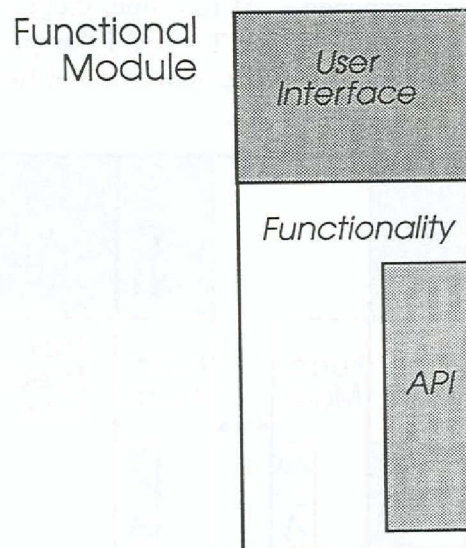 Functional
Module
User
Interface
Functionality
API